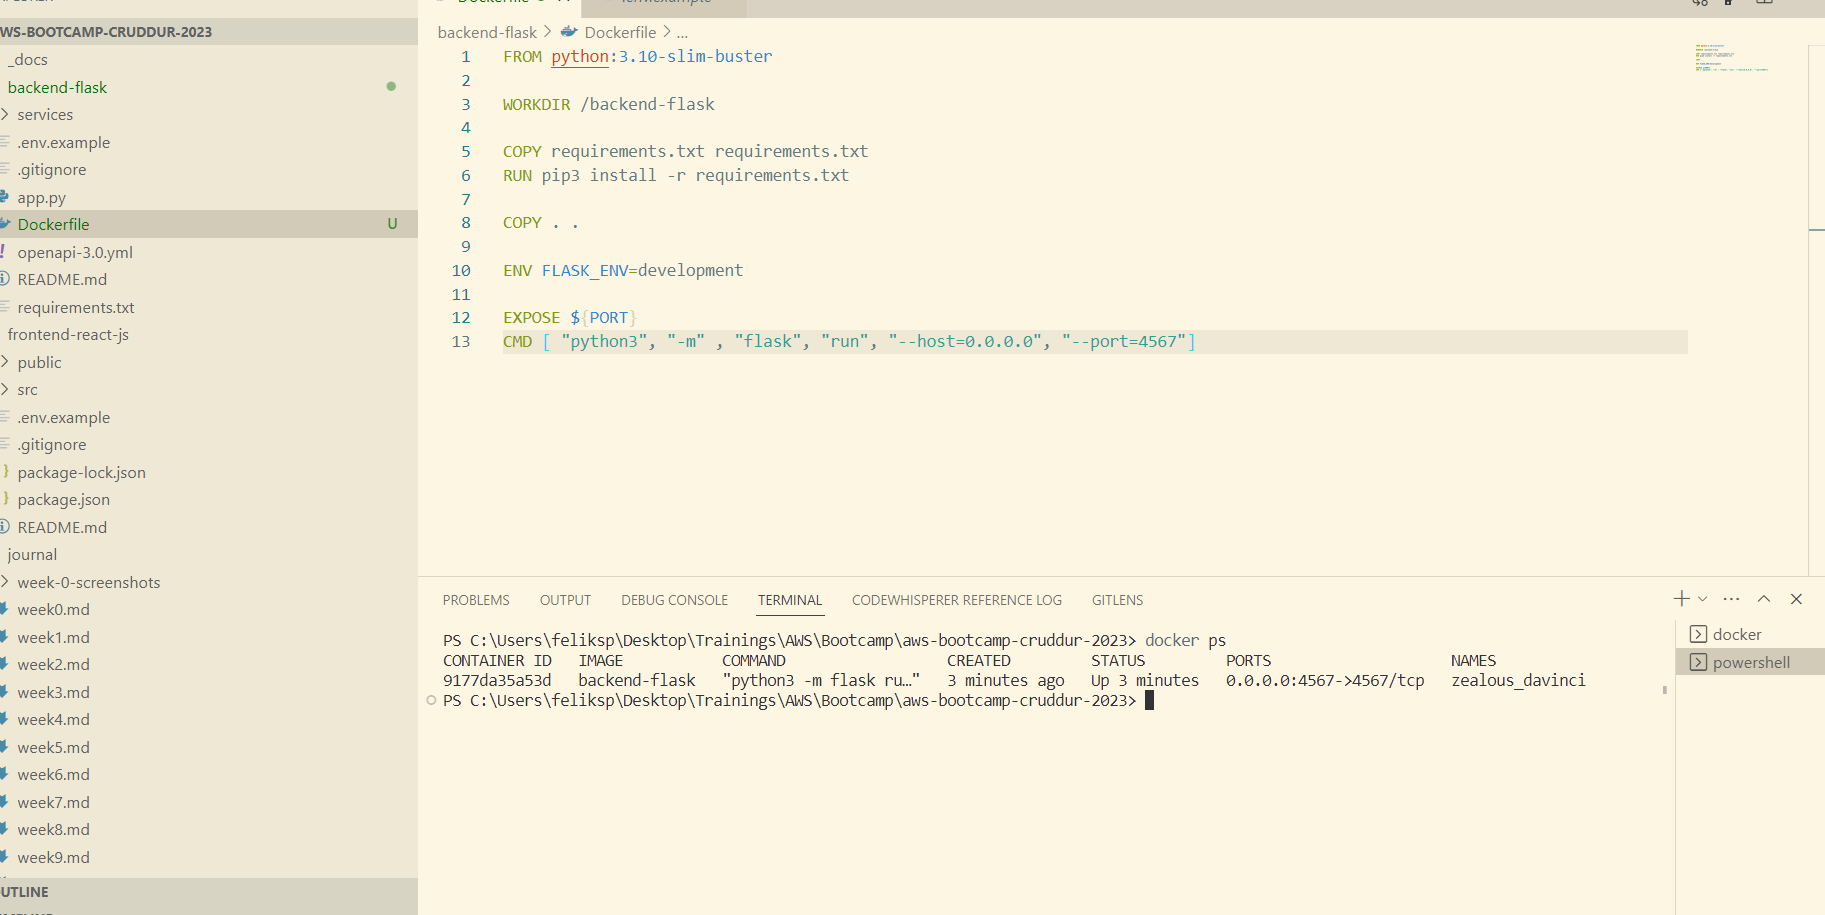 WS-BOOTCAMP-CRUDDUR-2023
_docs
backend-flask
services
.env.example
.gitignore
app.py
Dockerfile U
openapi-3.0.yml
README.md
requirements.txt
frontend-react-js
public
src
.env.example
.gitignore
package-lock.json
package.json
README.md
journal
week-0-screenshots
week0.md
week1.md
week2.md
week3.md
week4.md
week5.md
week6.md
week7.md
week8.md
week9.md
OUTLINE
Dockerfile
backend-flask > Dockerfile > ...
1 FROM python:3.10-slim-buster
2
3 WORKDIR /backend-flask
4
5 COPY requirements.txt requirements.txt
6 RUN pip3 install -r requirements.txt
7
8 COPY . .
9
10 ENV FLASK_ENV=development
11
12 EXPOSE ${PORT}
13 CMD [ "python3", "-m" , "flask", "run", "--host=0.0.0.0", "--port=4567"]
PROBLEMS OUTPUT DEBUG CONSOLE TERMINAL CODEWHISPERER REFERENCE LOG GITLENS
PS C:\Users\feliksp\Desktop\Trainings\AWS\Bootcamp\aws-bootcamp-cruddur-2023> docker ps
CONTAINER ID IMAGE COMMAND CREATED STATUS PORTS NAMES
9177da35a53d backend-flask "python3 -m flask ru…" 3 minutes ago Up 3 minutes 0.0.0.0:4567->4567/tcp zealous_davinci
PS C:\Users\feliksp\Desktop\Trainings\AWS\Bootcamp\aws-bootcamp-cruddur-2023>
docker
powershell